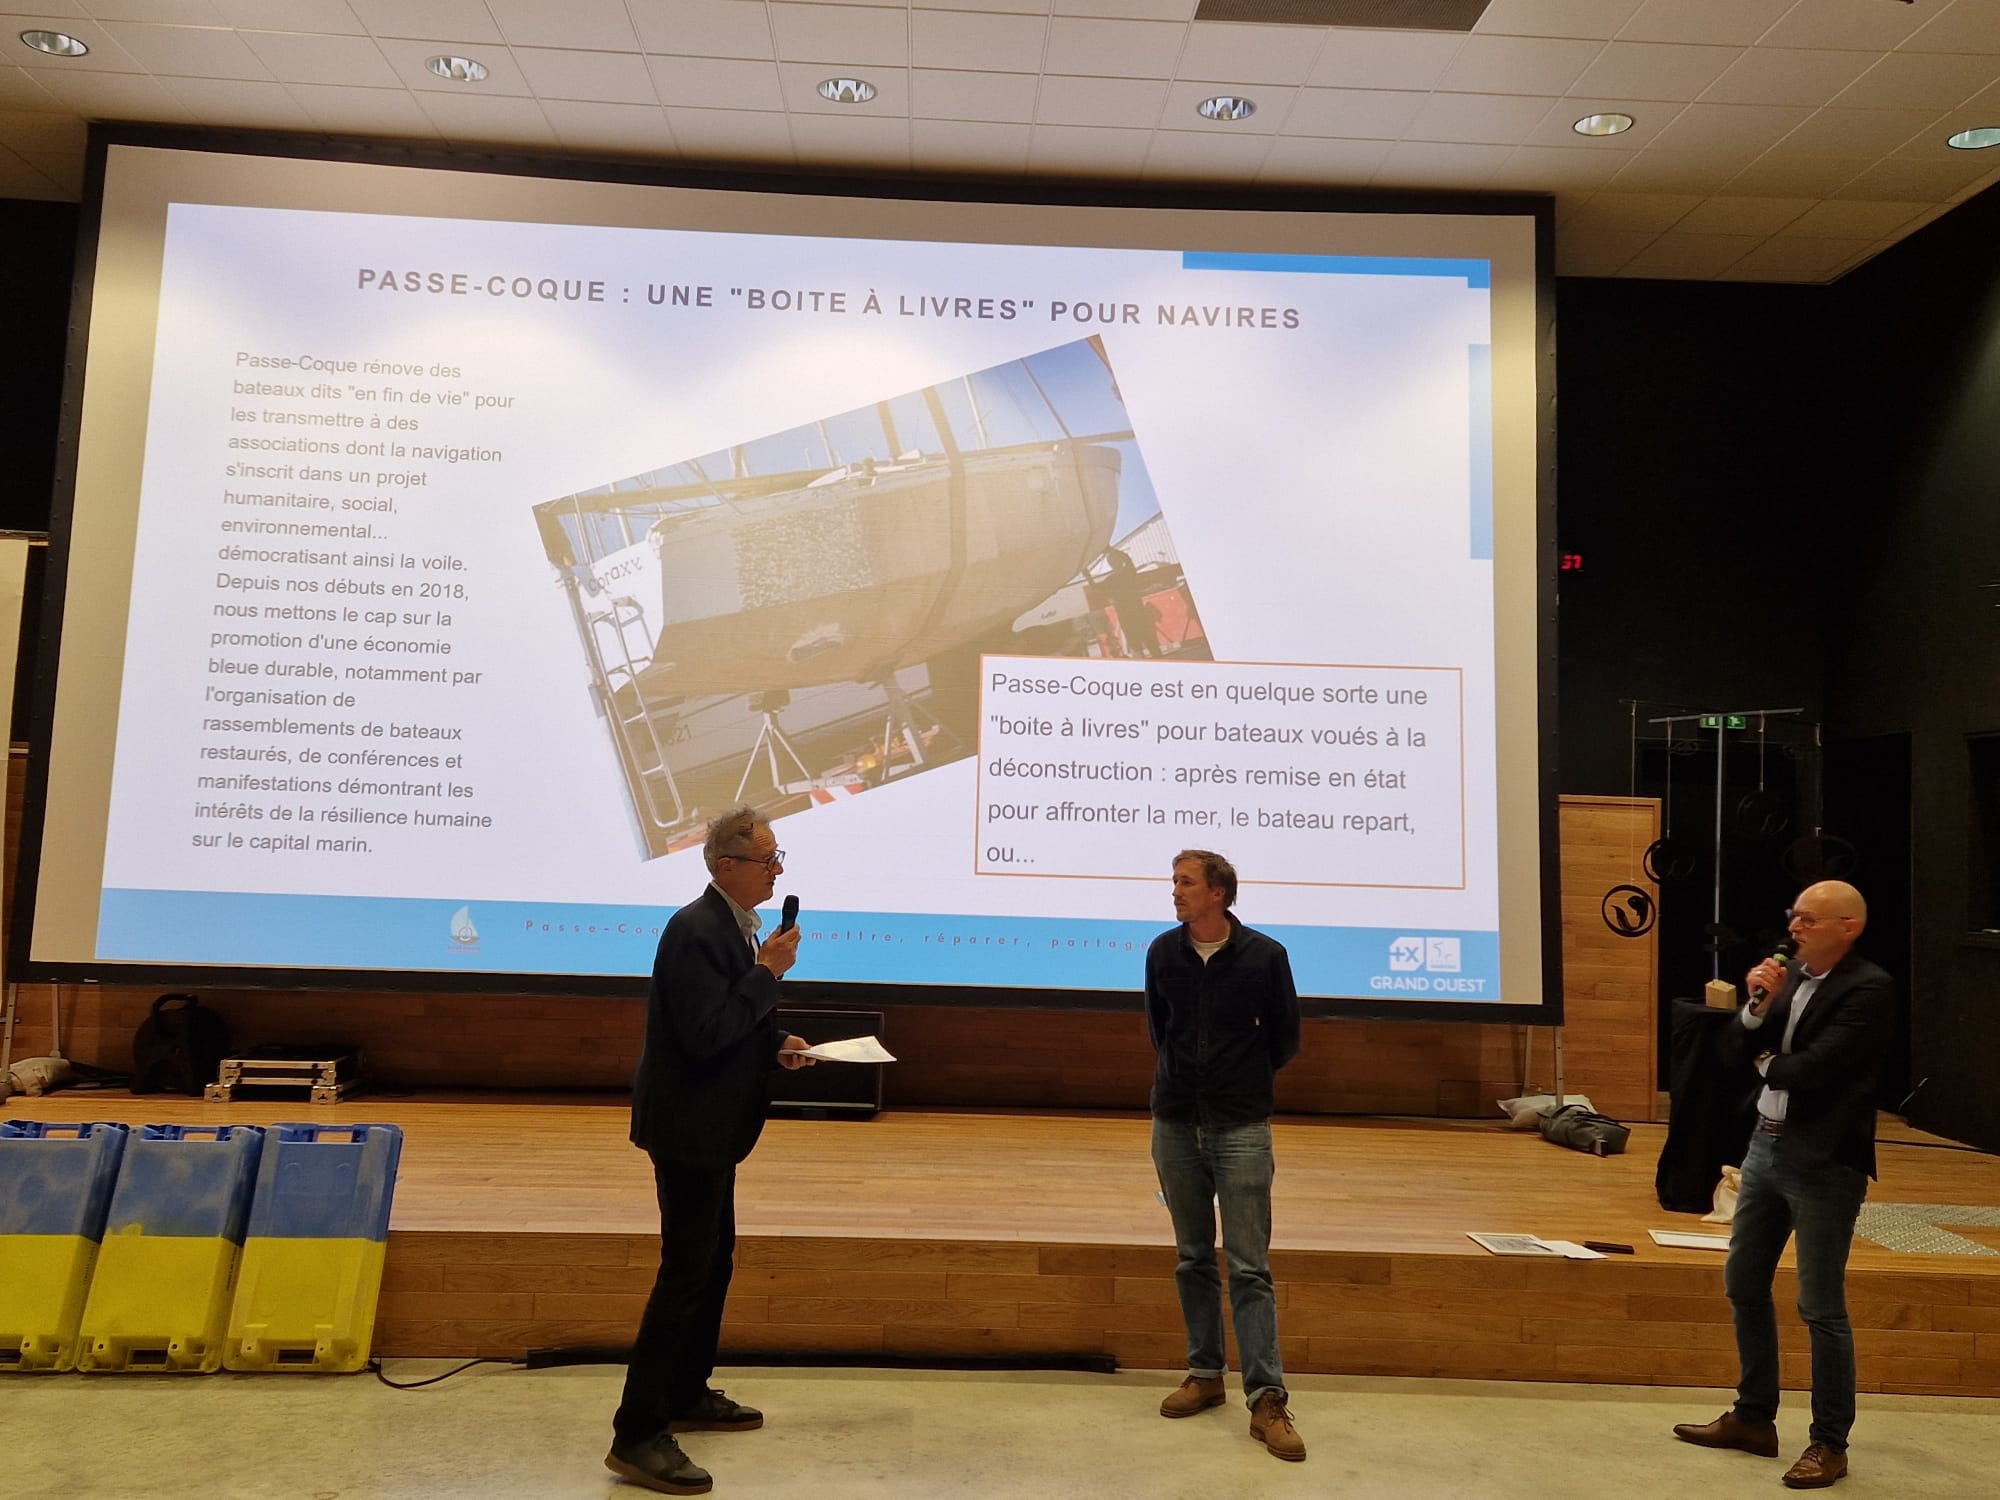 PASSE-COQUE : UNE "BOITE À LIVRES" POUR NAVIRES
Passe-Coque rénove des
bateaux dits "en fin de vie" pour
les transmettre à des
associations dont la navigation
s'inscrit dans un projet
humanitaire, social,
environnemental...
démocratisant ainsi la voile.
Depuis nos débuts en 2018,
nous mettons le cap sur la
promotion d'une économie
bleue durable, notamment par
l'organisation de
rassemblements de bateaux
restaurés, de conférences et
manifestations démontrant les
intérêts de la résilience humaine
sur le capital marin.
coraxy
821
Passe-Coque est en quelque sorte une
"boite à livres" pour bateaux voués à la
déconstruction : après remise en état
pour affronter la mer, le bateau repart,
ou...
Passe-Coq mettre, réparer, partage
+X
GRAND OUEST
37